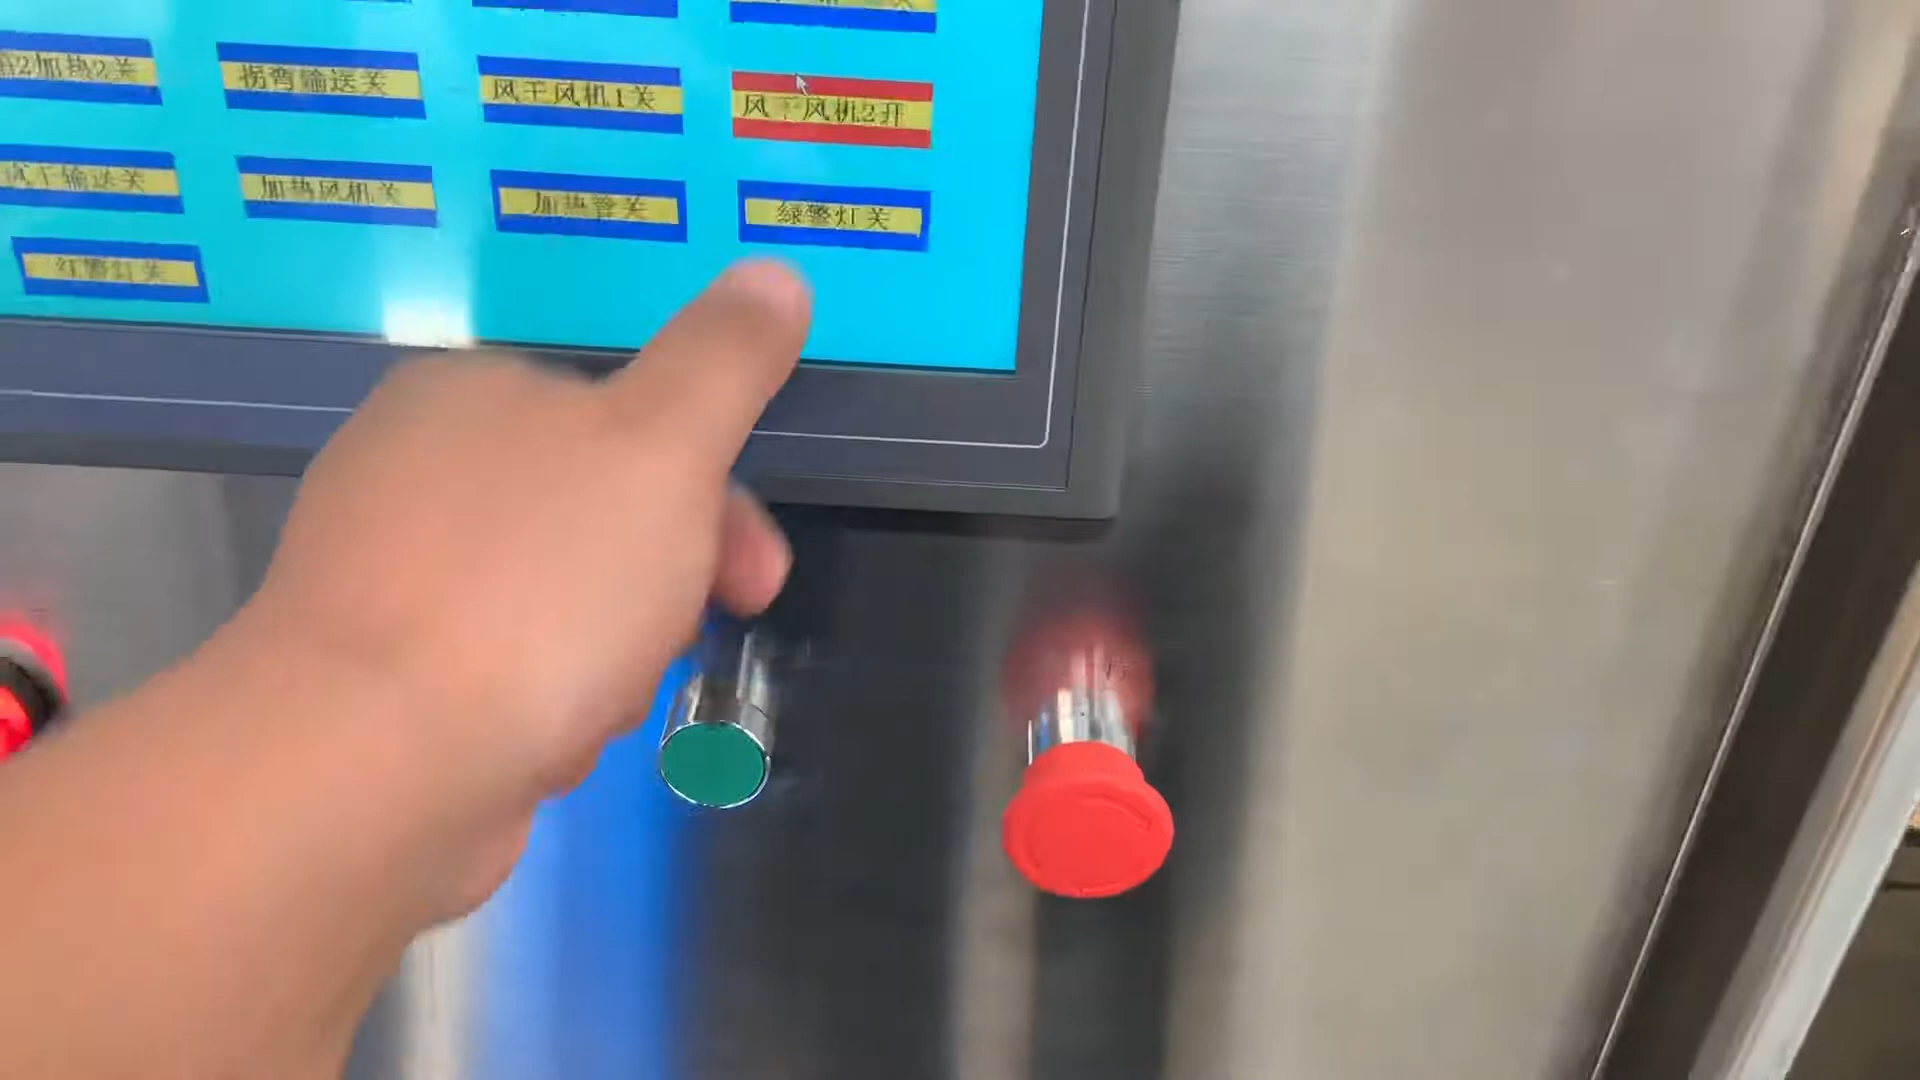 2加热2关
拐弯输送关
风干风机1关
风干风机2开
干输送关
加热风机关
加热管关
绿警灯关
红警灯关